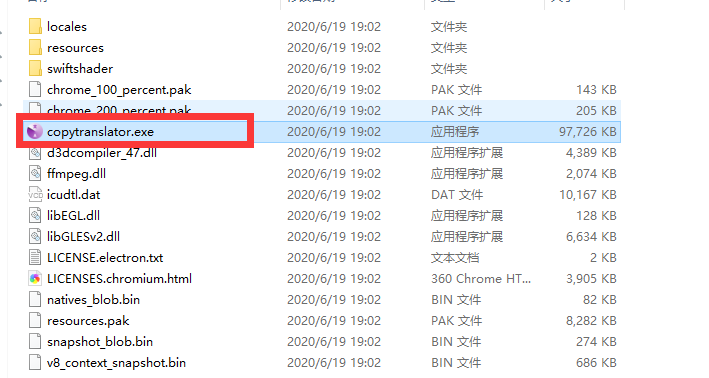 locales 2020/6/19 19:02 文件夹
resources 2020/6/19 19:02 文件夹
swiftshader 2020/6/19 19:02 文件夹
chrome_100_percent.pak 2020/6/19 19:02 PAK 文件 143 KB
chrome_200_percent.pak 2020/6/19 19:02 PAK 文件 205 KB
copytranslator.exe 2020/6/19 19:02 应用程序 97,726 KB
d3dcompiler_47.dll 2020/6/19 19:02 应用程序扩展 4,389 KB
ffmpeg.dll 2020/6/19 19:02 应用程序扩展 2,074 KB
icudtl.dat 2020/6/19 19:02 DAT 文件 10,167 KB
libEGL.dll 2020/6/19 19:02 应用程序扩展 128 KB
libGLESv2.dll 2020/6/19 19:02 应用程序扩展 6,634 KB
LICENSE.electron.txt 2020/6/19 19:02 文本文档 2 KB
LICENSES.chromium.html 2020/6/19 19:02 360 Chrome HT... 3,905 KB
natives_blob.bin 2020/6/19 19:02 BIN 文件 82 KB
resources.pak 2020/6/19 19:02 PAK 文件 8,282 KB
snapshot_blob.bin 2020/6/19 19:02 BIN 文件 274 KB
v8_context_snapshot.bin 2020/6/19 19:02 BIN 文件 686 KB